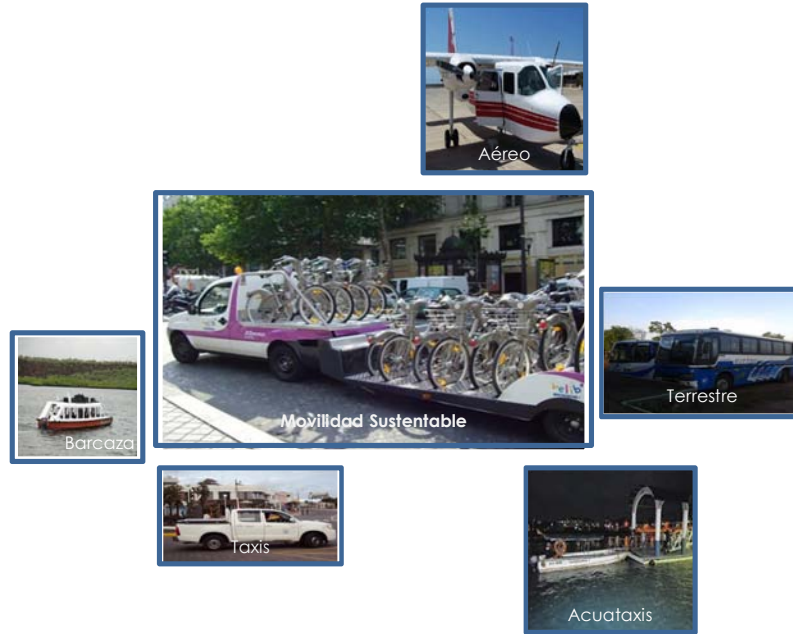 Aéreo
Movilidad Sustentable
Terrestre
Barcaza
Taxis
Acuataxis